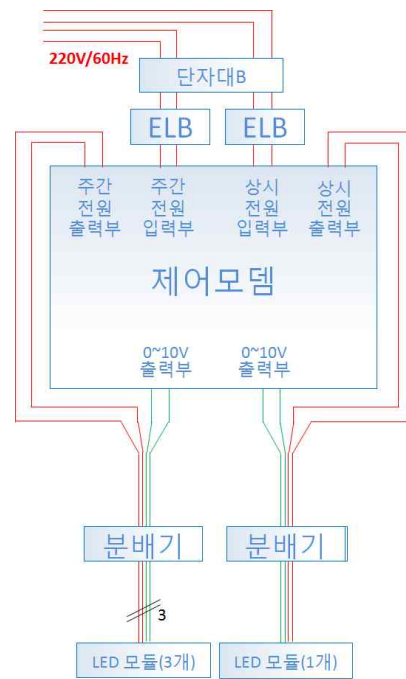 220V/60Hz
단자대B
ELB
ELB
주간
전원
출력부
주간
전원
입력부
상시
전원
입력부
상시
전원
출력부
제어모뎀
0~10V
출력부
0~10V
출력부
분배기
분배기
3
LED 모듈(3개)
LED 모듈(1개)